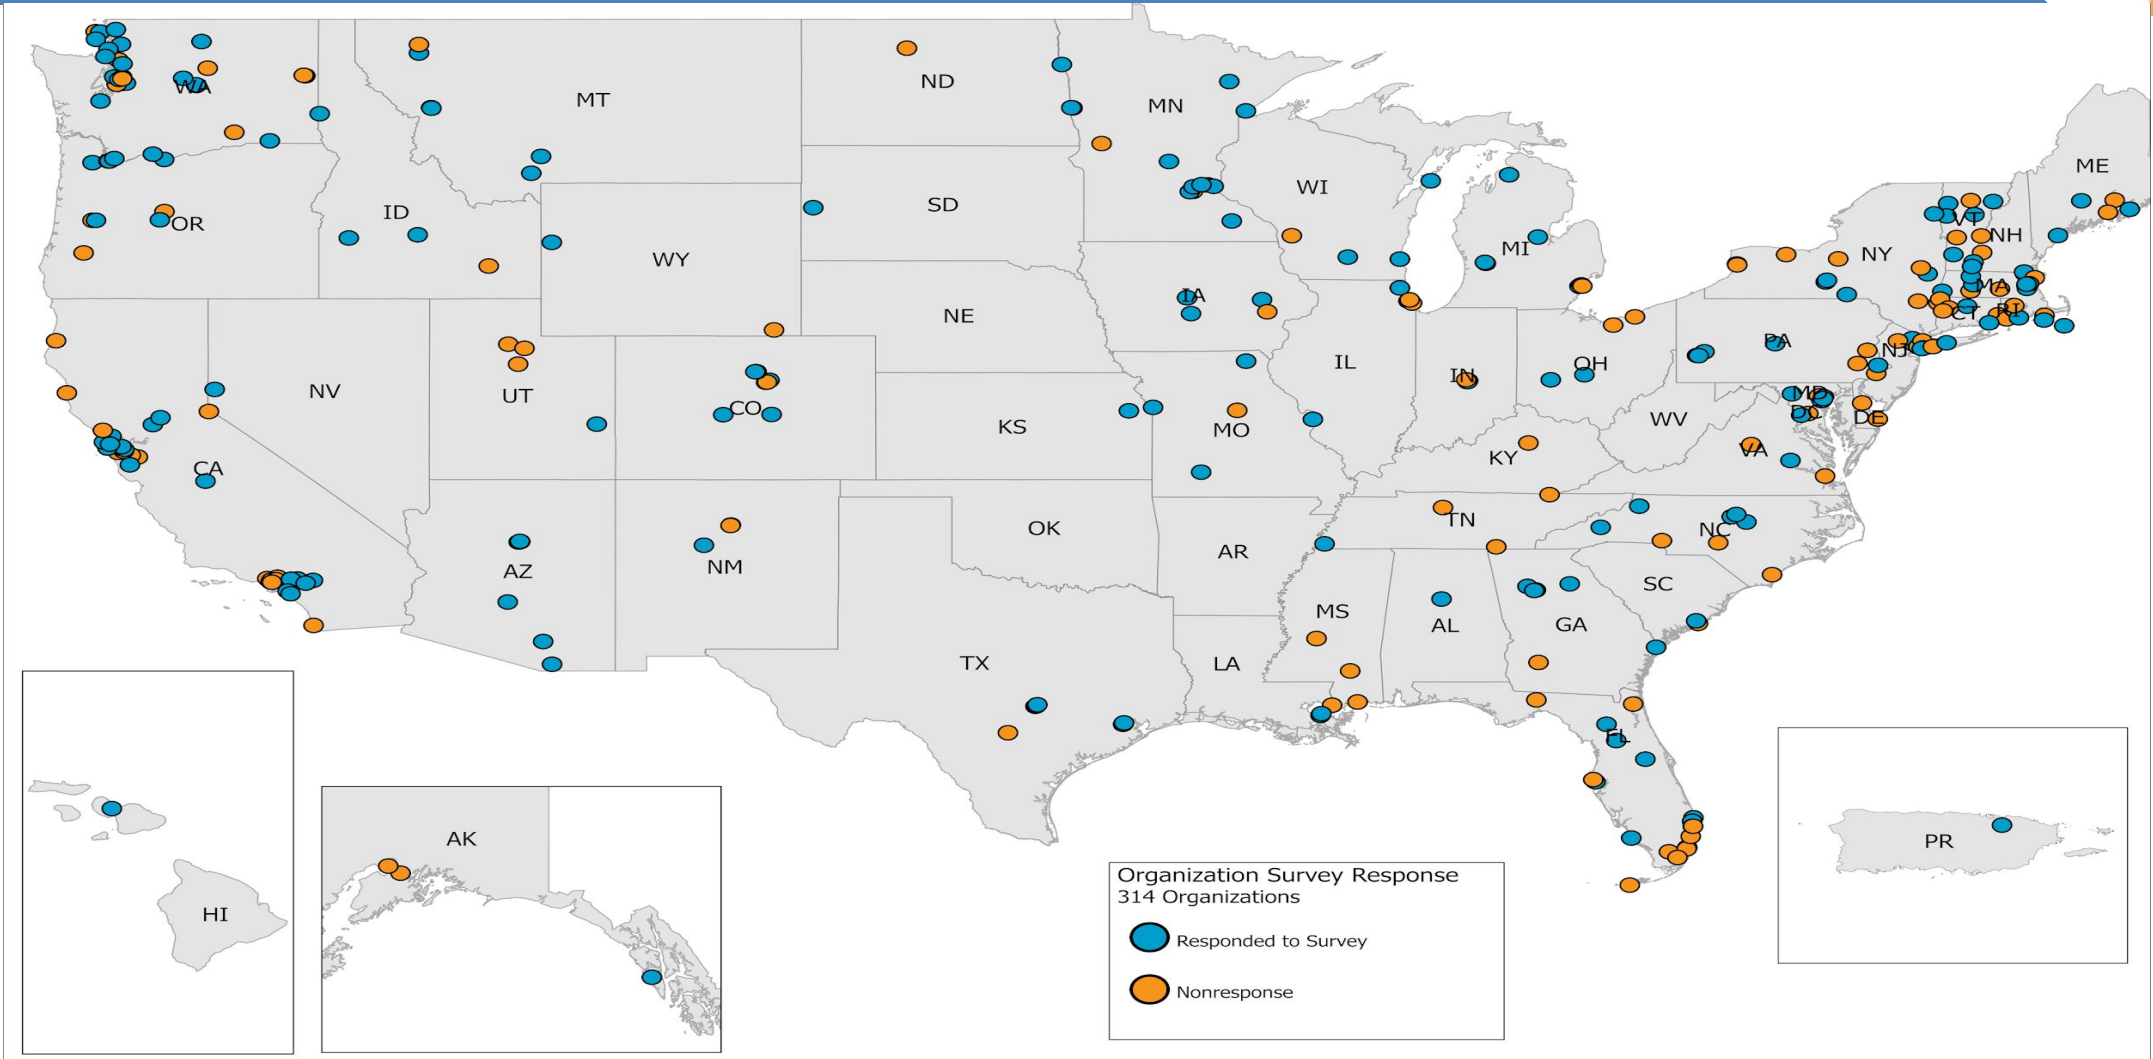 WA
MT
ND
MN
ME
WI
ID
OR
SD
MI
VT
NH
NY
WY
IA
MA
NE
CT
RI
IL
IN
OH
PA
NJ
NV
UT
CO
KS
MO
WV
MD
DC
DE
CA
KY
VA
OK
TN
NC
AZ
NM
AR
SC
MS
AL
GA
TX
LA
FL
AK
HI
PR
Organization Survey Response
314 Organizations
Responded to Survey
Nonresponse